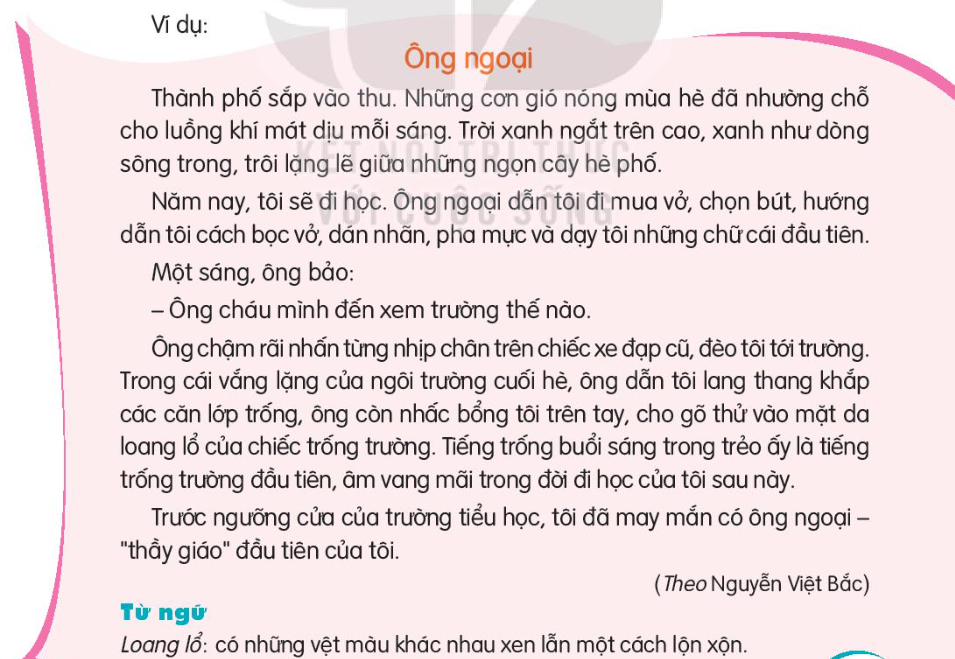 Ví dụ:
Ông ngoại
Thành phố sắp vào thu. Những cơn gió nóng mùa hè đã nhường chỗ
cho luồng khí mát dịu mỗi sáng. Trời xanh ngắt trên cao, xanh như dòng
sông trong, trôi lặng lẽ giữa những ngọn cây hè phố.
KẾT NỐI TRI THỨC
VỚI CUỘC SỐNG
Năm nay, tôi sẽ đi học. Ông ngoại dẫn tôi đi mua vở, chọn bút, hướng
dẫn tôi cách bọc vở, dán nhãn, pha mực và dạy tôi những chữ cái đầu tiên.
Một sáng, ông bảo:
– Ông cháu mình đến xem trường thế nào.
Ông chậm rãi nhấn từng nhịp chân trên chiếc xe đạp cũ, đèo tôi tới trường.
Trong cái vắng lặng của ngôi trường cuối hè, ông dẫn tôi lang thang khắp
các căn lớp trống, ông còn nhấc bổng tôi trên tay, cho gõ thử vào mặt da
loang lổ của chiếc trống trường. Tiếng trống buổi sáng trong trẻo ấy là tiếng
trống trường đầu tiên, âm vang mãi trong đời đi học của tôi sau này.
Trước ngưỡng cửa của trường tiểu học, tôi đã may mắn có ông ngoại –
"thầy giáo" đầu tiên của tôi.
(Theo Nguyễn Việt Bắc)
Từ ngữ
Loang lổ: có những vệt màu khác nhau xen lẫn một cách lộn xộn.